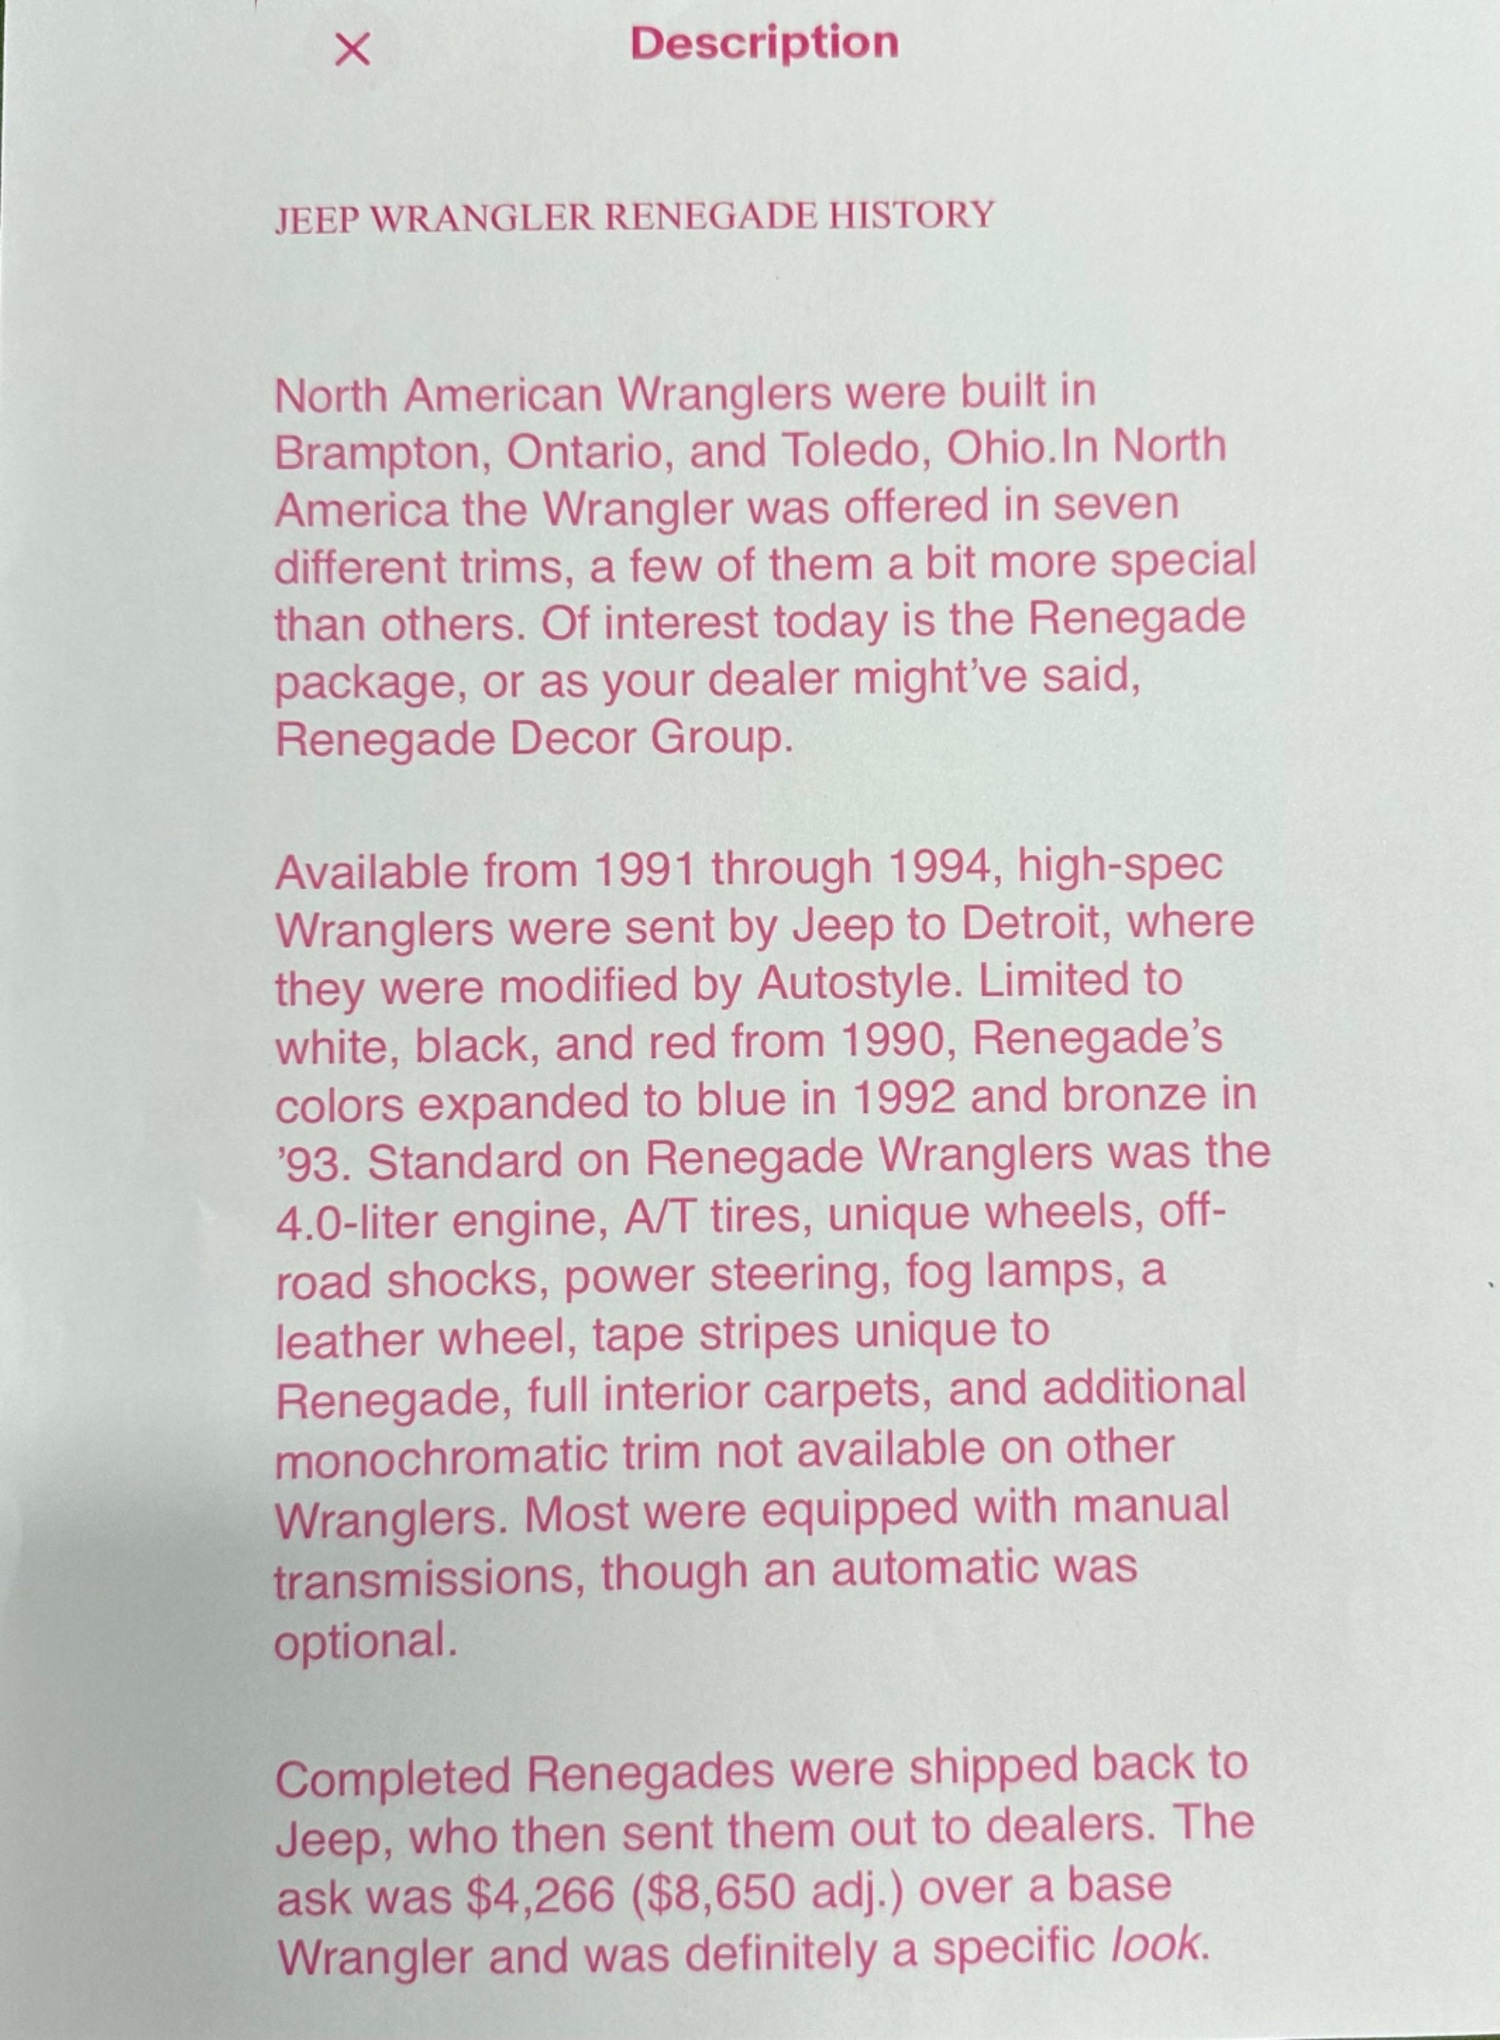 × Description
JEEP WRANGLER RENEGADE HISTORY
North American Wranglers were built in
Brampton, Ontario, and Toledo, Ohio.In North
America the Wrangler was offered in seven
different trims, a few of them a bit more special
than others. Of interest today is the Renegade
package, or as your dealer might’ve said,
Renegade Decor Group.
Available from 1991 through 1994, high-spec
Wranglers were sent by Jeep to Detroit, where
they were modified by Autostyle. Limited to
white, black, and red from 1990, Renegade’s
colors expanded to blue in 1992 and bronze in
’93. Standard on Renegade Wranglers was the
4.0-liter engine, A/T tires, unique wheels, off-
road shocks, power steering, fog lamps, a
leather wheel, tape stripes unique to
Renegade, full interior carpets, and additional
monochromatic trim not available on other
Wranglers. Most were equipped with manual
transmissions, though an automatic was
optional.
Completed Renegades were shipped back to
Jeep, who then sent them out to dealers. The
ask was $4,266 ($8,650 adj.) over a base
Wrangler and was definitely a specific look.